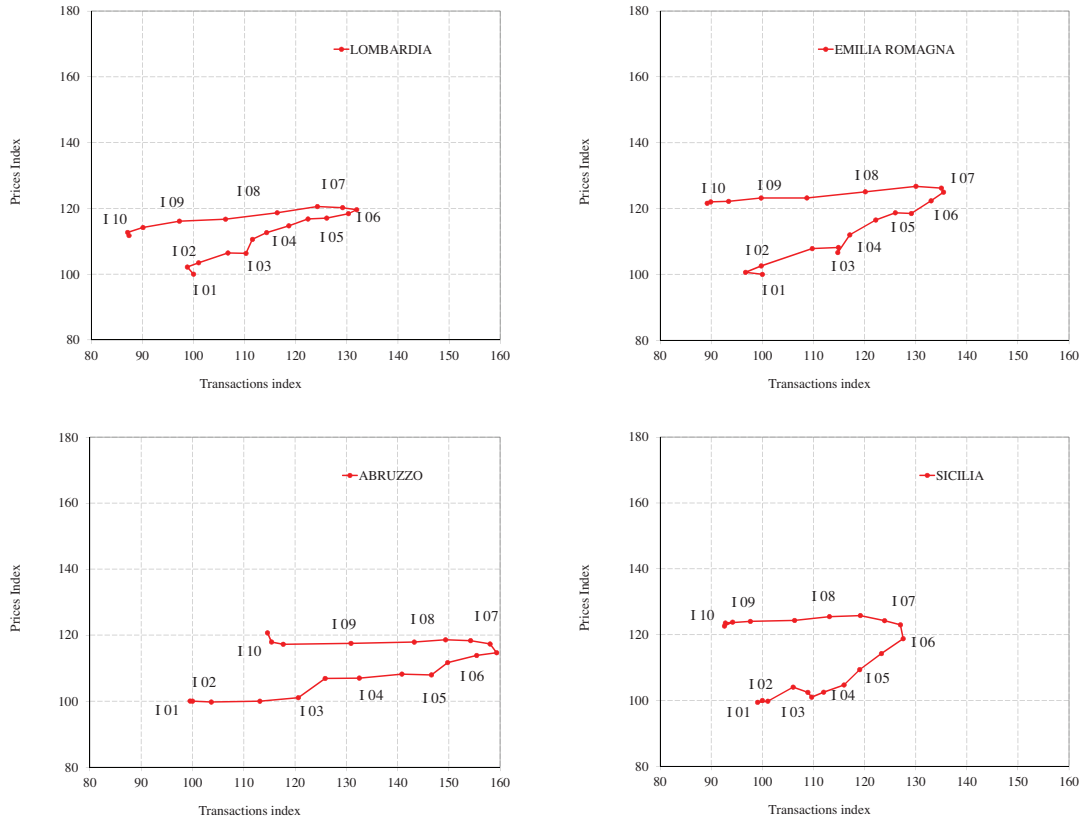 LOMBARDIA
Prices Index
180
160
140
120
100
80
I 10
I 09
I 08
I 07
I 06
I 05
I 04
I 03
I 02
I 01
80 90 100 110 120 130 140 150 160
Transactions index
EMILIA ROMAGNA
Prices Index
180
160
140
120
100
80
I 10
I 09
I 08
I 07
I 06
I 05
I 04
I 03
I 02
I 01
60 90 100 110 120 130 140 150 160
80
Transactions index
ABRUZZO
Prices Index
180
160
140
120
100
80
I 10
I 09
I 08
I 07
I 06
I 05
I 04
I 03
I 02
I 01
80 90 100 110 120 130 140 150 160
Transactions index
SICILIA
Prices Index
180
160
140
120
100
80
I 10
I 09
I 08
I 07
I 06
I 05
I 04
I 03
I 02
I 01
80 90 100 110 120 130 140 150 160
Transactions index